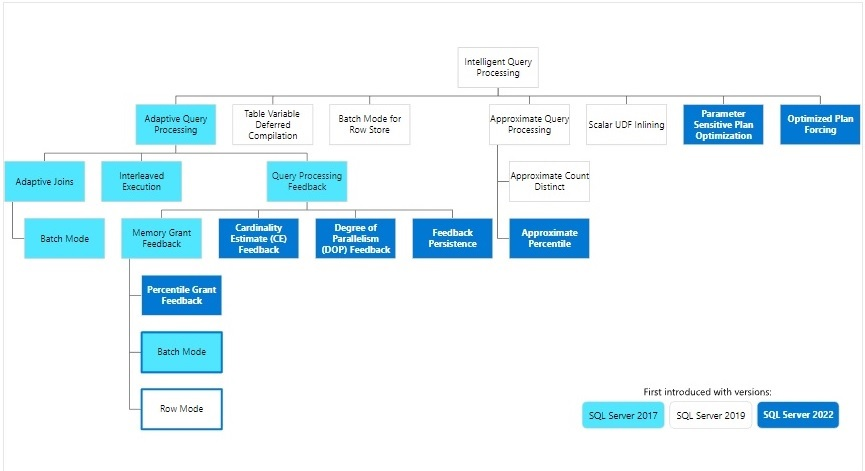 Intelligent Query
Processing
Adaptive Query
Processing
Table Variable
Deferred
Compilation
Batch Mode for
Row Store
Approximate Query
Processing
Scalar UDF Inlining
Parameter
Sensitive Plan
Optimization
Optimized Plan
Forcing
Adaptive Joins
Interleaved
Execution
Query Processing
Feedback
Approximate Count
Distinct
Batch Mode
Memory Grant
Feedback
Cardinality
Estimate (CE)
Feedback
Degree of
Parallelism
(DOP) Feedback
Feedback
Persistence
Approximate
Percentile
Percentile Grant
Feedback
Batch Mode
Row Mode
First introduced with versions:
SQL Server 2017
SQL Server 2019
SQL Server 2022